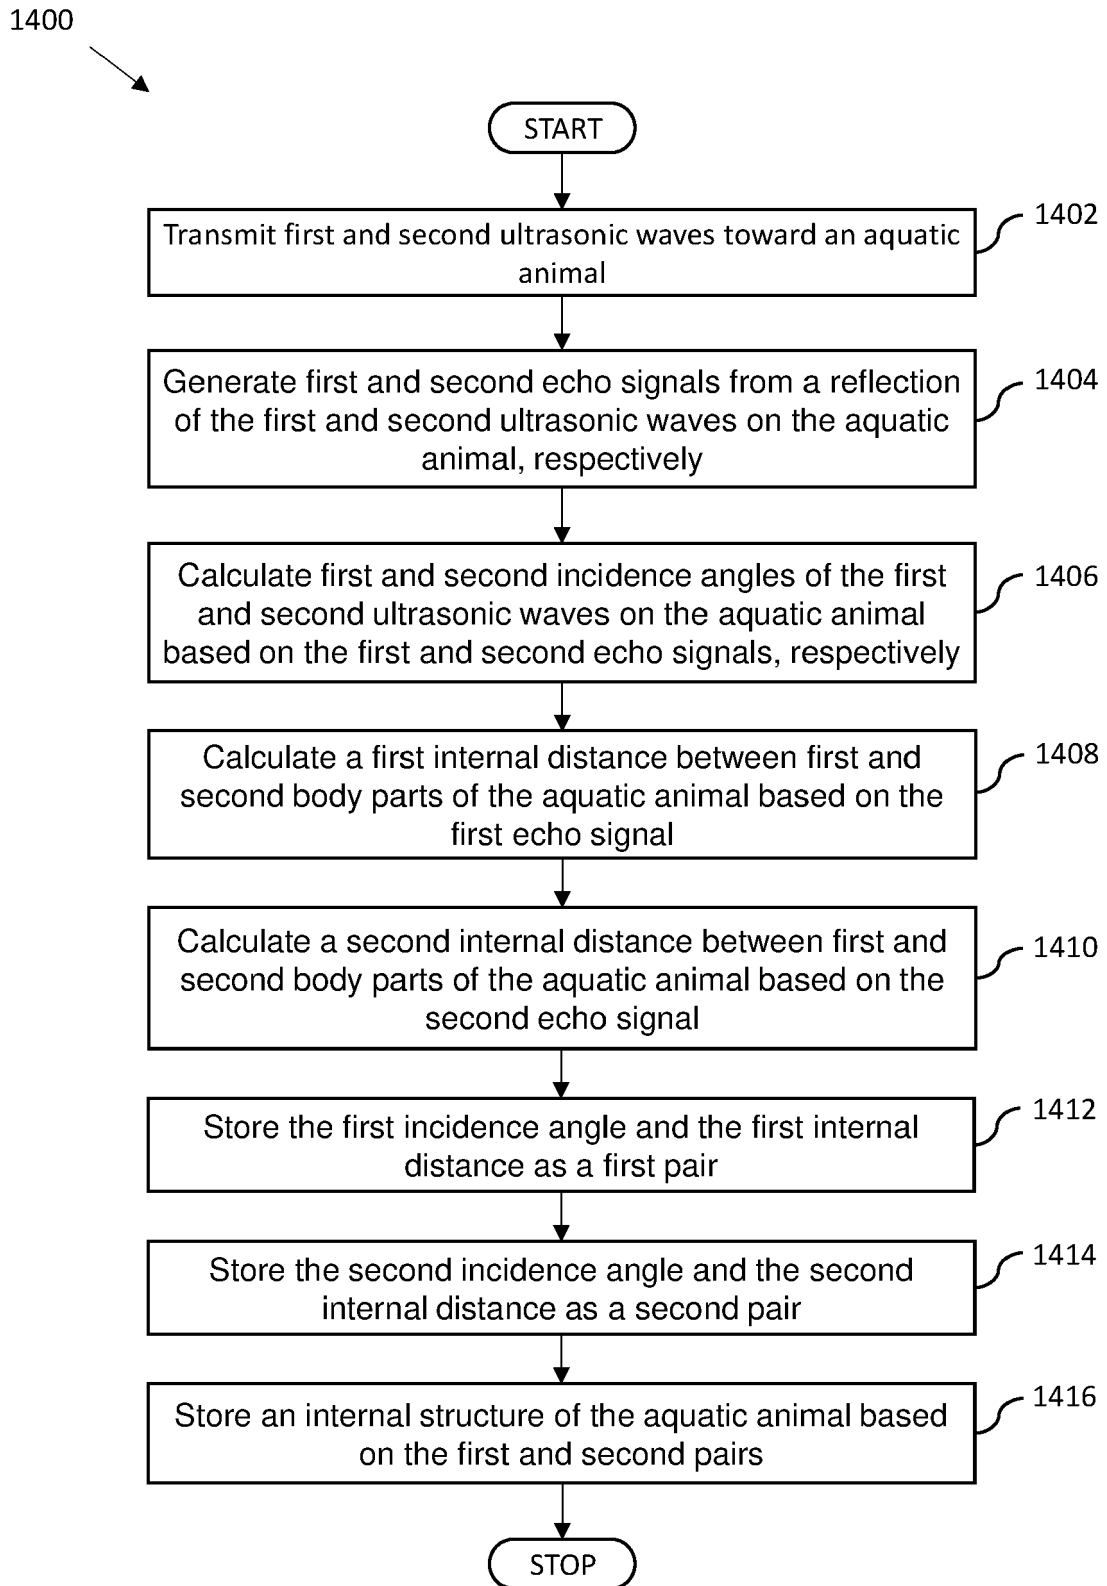 1400
START
Transmit first and second ultrasonic waves toward an aquatic
animal
1402
Generate first and second echo signals from a reflection
of the first and second ultrasonic waves on the aquatic
animal, respectively
1404
Calculate first and second incidence angles of the first
and second ultrasonic waves on the aquatic animal
based on the first and second echo signals, respectively
1406
Calculate a first internal distance between first and
second body parts of the aquatic animal based on the
first echo signal
1408
Calculate a second internal distance between first and
second body parts of the aquatic animal based on the
second echo signal
1410
Store the first incidence angle and the first internal
distance as a first pair
1412
Store the second incidence angle and the second
internal distance as a second pair
1414
Store an internal structure of the aquatic animal based
on the first and second pairs
1416
STOP